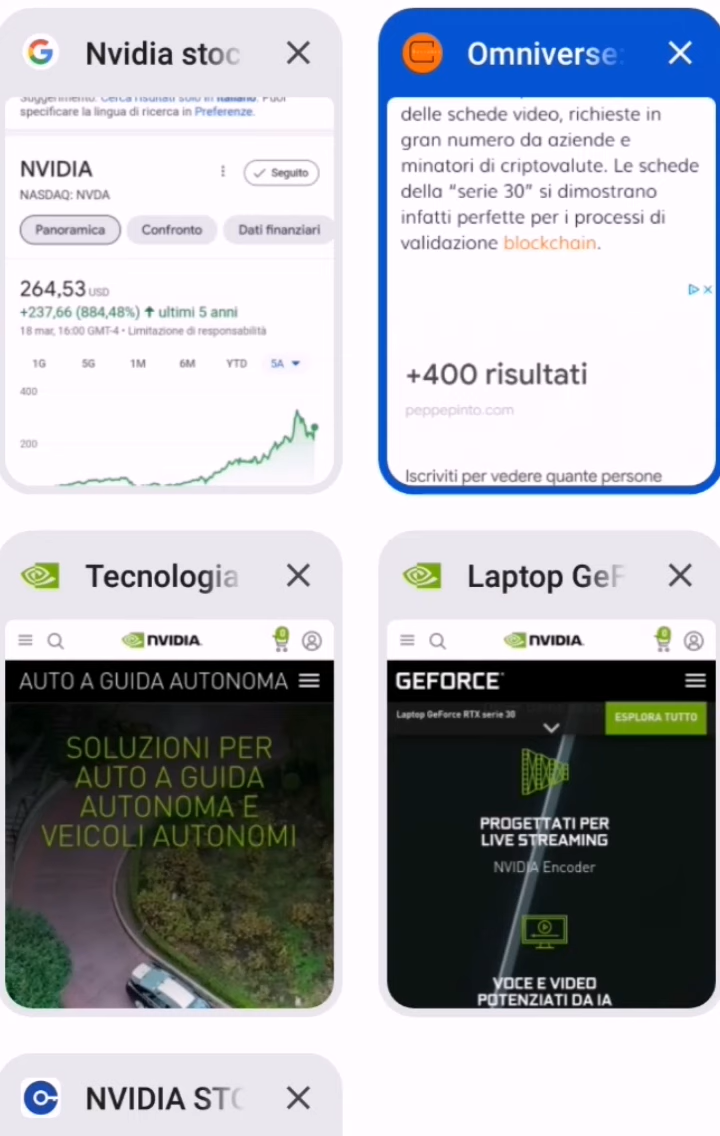 Nvidia stoc
Suggerimento: Cerca risultati solo in italiano. Puoi
specificare la lingua di ricerca in Preferenze.
NVIDIA
Seguito
NASDAQ: NVDA
Panoramica
Confronto
Dati finanziari
264,53 USD
+237,66 (884,48%) ↑ ultimi 5 anni
18 mar, 16:00 GMT-4 • Limitazione di responsabilità
1G 5G 1M 6M YTD 5A
400
200
Omniverse:
delle schede video, richieste in
gran numero da aziende e
minatori di criptovalute. Le schede
della “serie 30” si dimostrano
infatti perfette per i processi di
validazione blockchain.
+400 risultati
peppepinto.com
Iscriviti per vedere quante persone
Tecnologia
NVIDIA
0
AUTO A GUIDA AUTONOMA
SOLUZIONI PER
AUTO A GUIDA
AUTONOMA E
VEICOLI AUTONOMI
Laptop GeF
NVIDIA
0
GEFORCE
Laptop GeForce RTX serie 30
ESPLORA TUTTO
PROGETTATI PER
LIVE STREAMING
NVIDIA Encoder
VOCE E VIDEO
POTENZIATI DA IA
NVIDIA STO